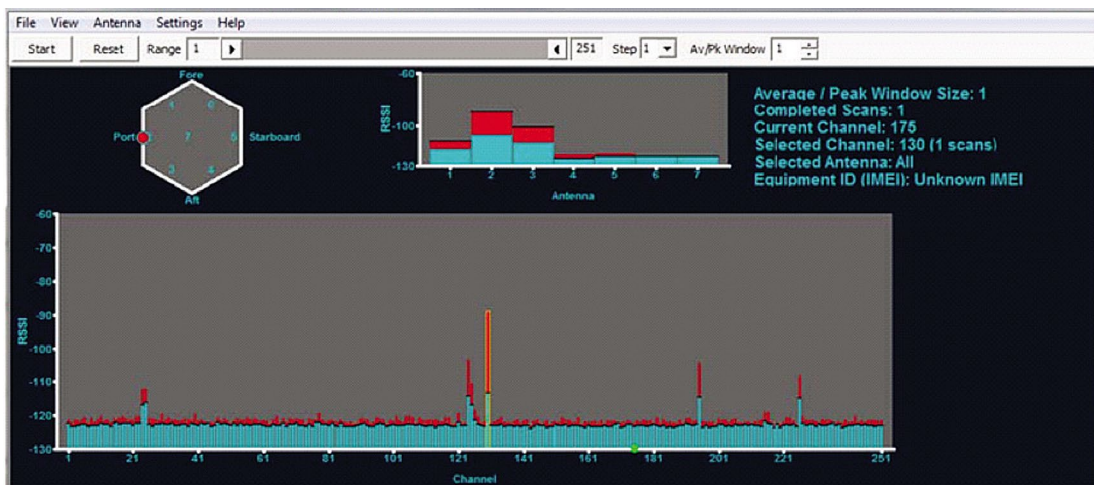 File View Antenna Settings Help
Start Reset Range 1 251 Step 1 Av/Pk Window 1
Fore
1 6
Port 7 5 Starboard
3 4
Aft
RSSI
-60
-100
-130
1 2 3 4 5 6 7
Antenna
Average / Peak Window Size: 1
Completed Scans: 1
Current Channel: 175
Selected Channel: 130 (1 scans)
Selected Antenna: All
Equipment ID (IMEI): Unknown IMEI
RSSI
-60
-70
-80
-90
-100
-110
-120
-130
1 21 41 61 81 101 121 141 161 181 201 221 251
Channel